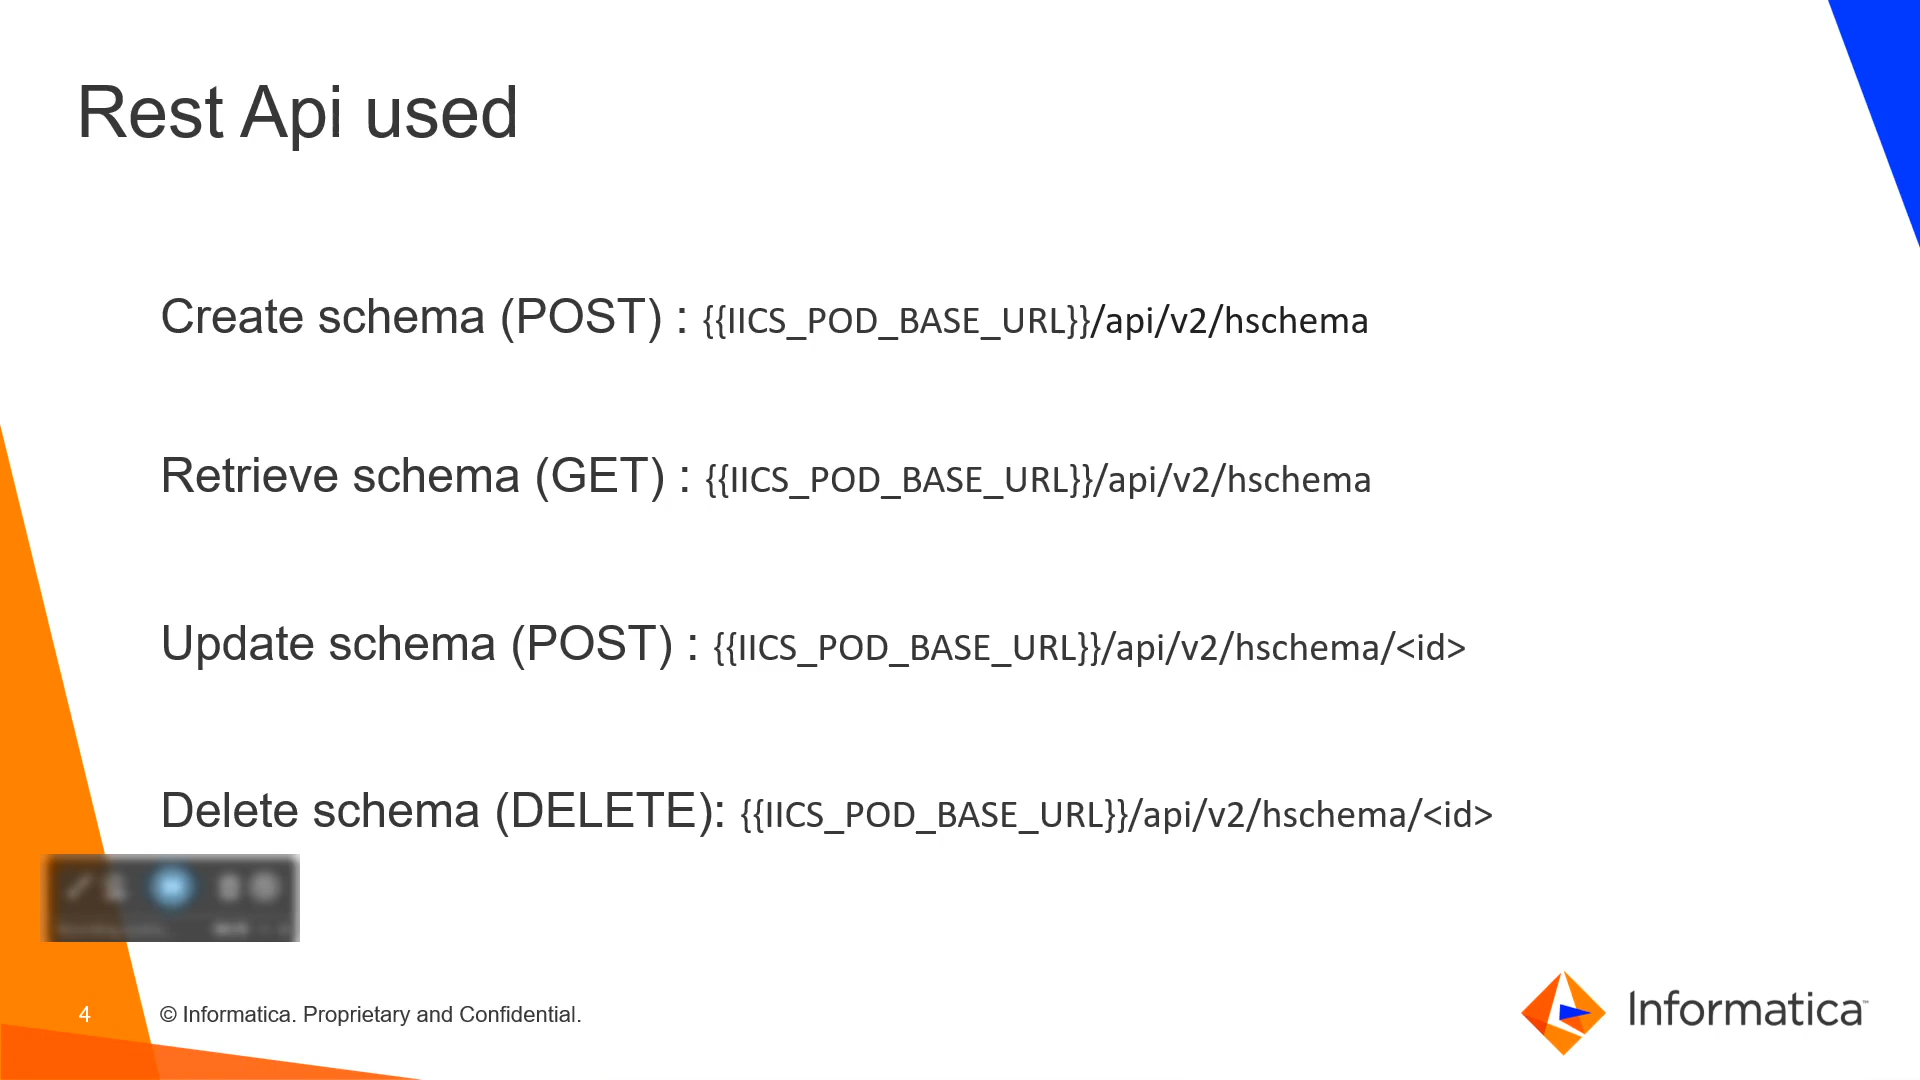 Rest Api used
Create schema (POST) : {{IICS_POD_BASE_URL}}/api/v2/hschema
Retrieve schema (GET) : {{IICS_POD_BASE_URL}}/api/v2/hschema
Update schema (POST) : {{IICS_POD_BASE_URL}}/api/v2/hschema/<id>
Delete schema (DELETE): {{IICS_POD_BASE_URL}}/api/v2/hschema/<id>
4
© Informatica. Proprietary and Confidential.
Informatica™